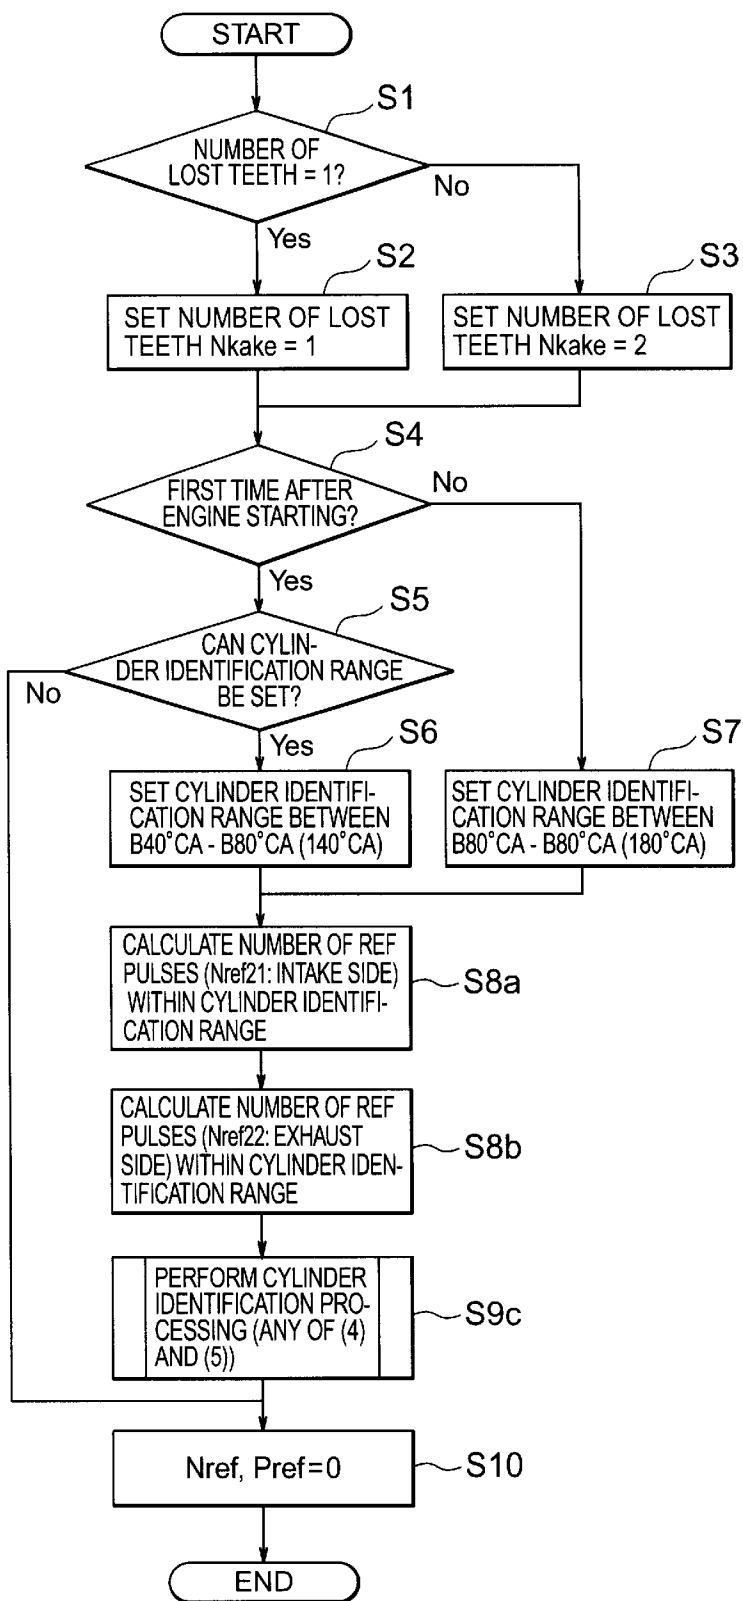 START
S1
NUMBER OF
LOST TEETH = 1?
No
Yes
S2
S3
SET NUMBER OF LOST
TEETH Nkake = 1
SET NUMBER OF LOST
TEETH Nkake = 2
S4
FIRST TIME AFTER
ENGINE STARTING?
No
Yes
S5
CAN CYLIN-
DER IDENTIFICATION RANGE
BE SET?
No
Yes
S6
S7
SET CYLINDER IDENTIFI-
CATION RANGE BETWEEN
B40°CA - B80°CA (140°CA)
SET CYLINDER IDENTIFI-
CATION RANGE BETWEEN
B80°CA - B80°CA (180°CA)
CALCULATE NUMBER OF REF
PULSES (Nref21: INTAKE SIDE)
WITHIN CYLINDER IDENTIFI-
CATION RANGE
S8a
CALCULATE NUMBER OF REF
PULSES (Nref22: EXHAUST
SIDE) WITHIN CYLINDER IDEN-
TIFICATION RANGE
S8b
PERFORM CYLINDER
IDENTIFICATION PRO-
CESSING (ANY OF (4)
AND (5))
S9c
Nref, Pref=0
S10
END